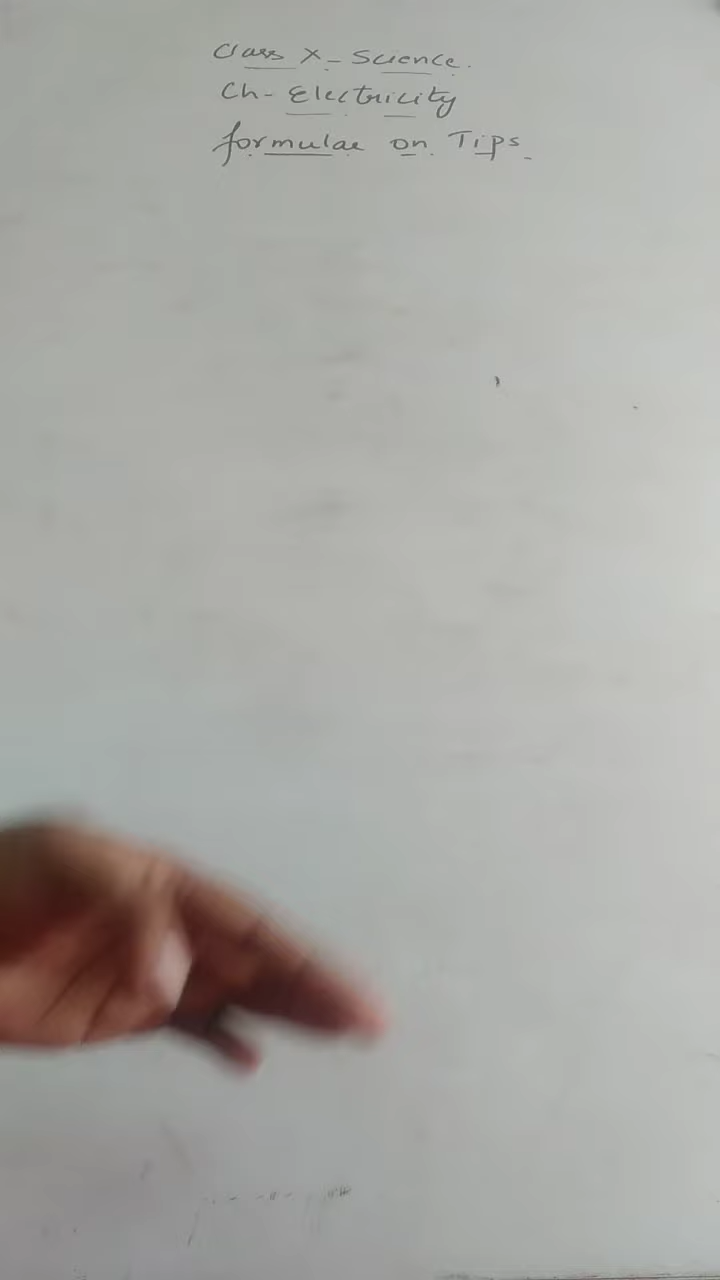 Class X - Science.
Ch - Electricity
formulae on Tips.